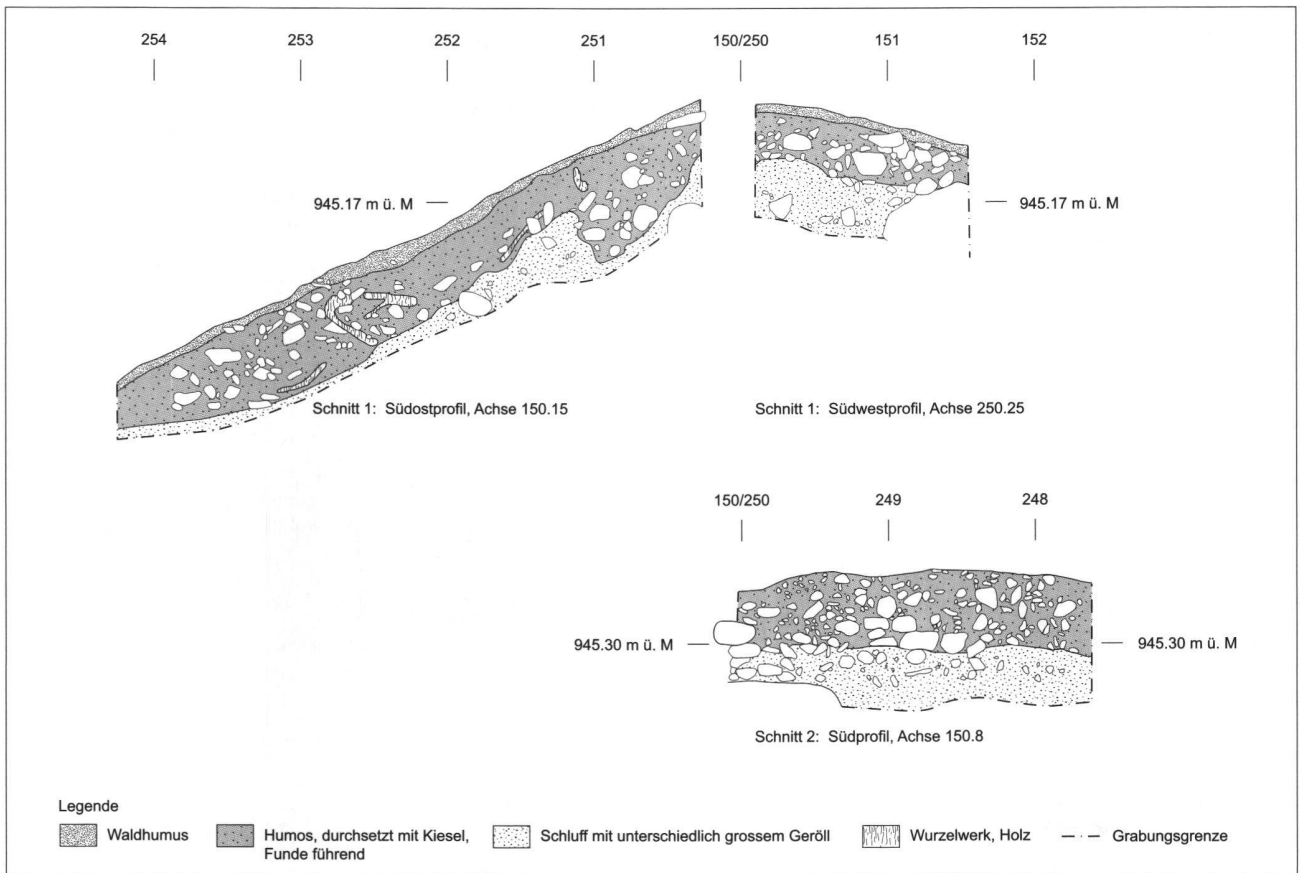 254 253 252 251 150/250 151 152
945.17 m ü. M
945.17 m ü. M
Schnitt 1: Südostprofil, Achse 150.15
Schnitt 1: Südwestprofil, Achse 250.25
150/250 249 248
945.30 m ü. M
945.30 m ü. M
Schnitt 2: Südprofil, Achse 150.8
Legende
Waldhumus
Humos, durchsetzt mit Kiesel,
Funde führend
Schluff mit unterschiedlich grossem Geröll
Wurzelwerk, Holz
Grabungsgrenze